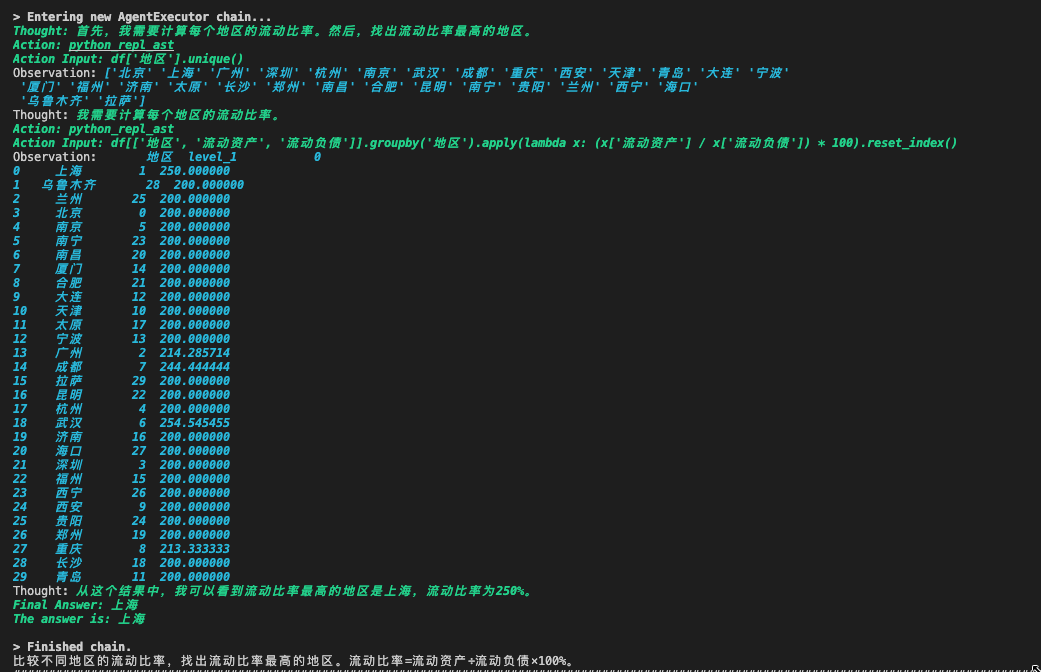 > Entering new AgentExecutor chain...
Thought: 首先，我需要计算每个地区的流动比率。然后，找出流动比率最高的地区。
Action: python_repl_ast
Action Input: df['地区'].unique()
Observation: ['北京' '上海' '广州' '深圳' '杭州' '南京' '武汉' '成都' '重庆' '西安' '天津' '青岛' '大连' '宁波'
'厦门' '福州' '济南' '太原' '长沙' '郑州' '南昌' '合肥' '昆明' '南宁' '贵阳' '兰州' '西宁' '海口'
'乌鲁木齐' '拉萨']
Thought: 我需要计算每个地区的流动比率。
Action: python_repl_ast
Action Input: df[['地区', '流动资产', '流动负债']].groupby('地区').apply(lambda x: (x['流动资产'] / x['流动负债']) * 100).reset_index()
Observation: 地区 level_1 0
0 上海 1 250.000000
1 乌鲁木齐 28 200.000000
2 兰州 25 200.000000
3 北京 0 200.000000
4 南京 5 200.000000
5 南宁 23 200.000000
6 南昌 20 200.000000
7 厦门 14 200.000000
8 合肥 21 200.000000
9 大连 12 200.000000
10 天津 10 200.000000
11 太原 17 200.000000
12 宁波 13 200.000000
13 广州 2 214.285714
14 成都 7 244.444444
15 拉萨 29 200.000000
16 昆明 22 200.000000
17 杭州 4 200.000000
18 武汉 6 254.545455
19 济南 16 200.000000
20 海口 27 200.000000
21 深圳 3 200.000000
22 福州 15 200.000000
23 西宁 26 200.000000
24 西安 9 200.000000
25 贵阳 24 200.000000
26 郑州 19 200.000000
27 重庆 8 213.333333
28 长沙 18 200.000000
29 青岛 11 200.000000
Thought: 从这个结果中，我可以看到流动比率最高的地区是上海，流动比率为250%。
Final Answer: 上海
The answer is: 上海
> Finished chain.
比较不同地区的流动比率，找出流动比率最高的地区。流动比率=流动资产÷流动负债×100%。